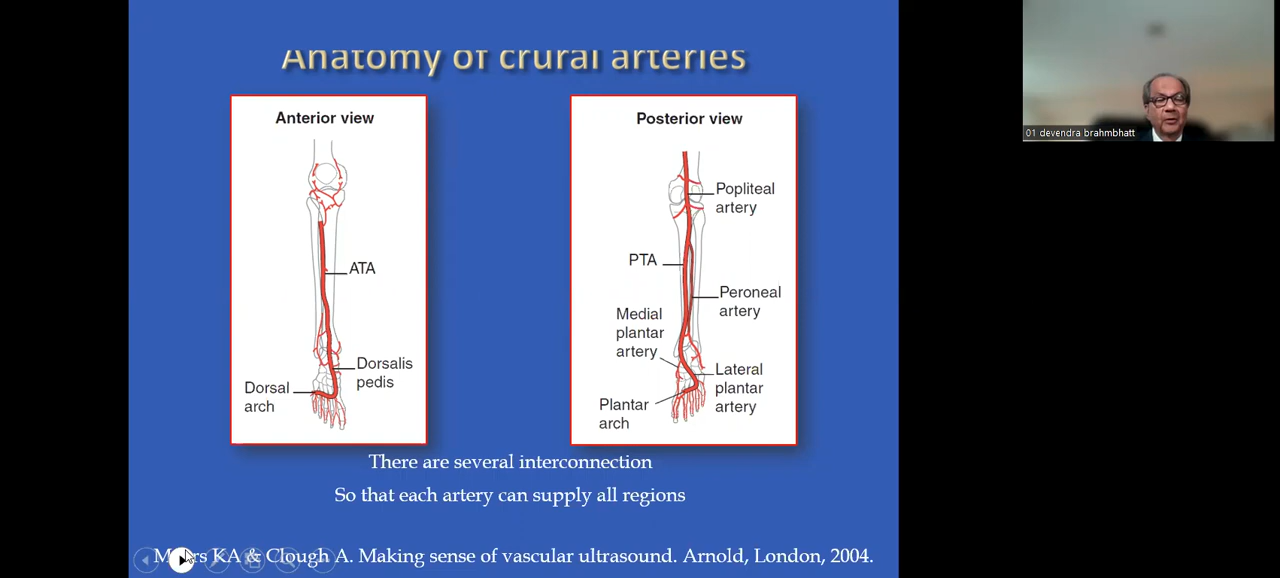 Anatomy of crural arteries
Anterior view
ATA
Dorsalis
pedis
Dorsal
arch
Posterior view
Popliteal
artery
PTA
Peroneal
artery
Medial
plantar
artery
Lateral
plantar
artery
Plantar
arch
There are several interconnection
So that each artery can supply all regions
KA & Clough A. Making sense of vascular ultrasound. Arnold, London, 2004.
01 devendra brahmbhatt